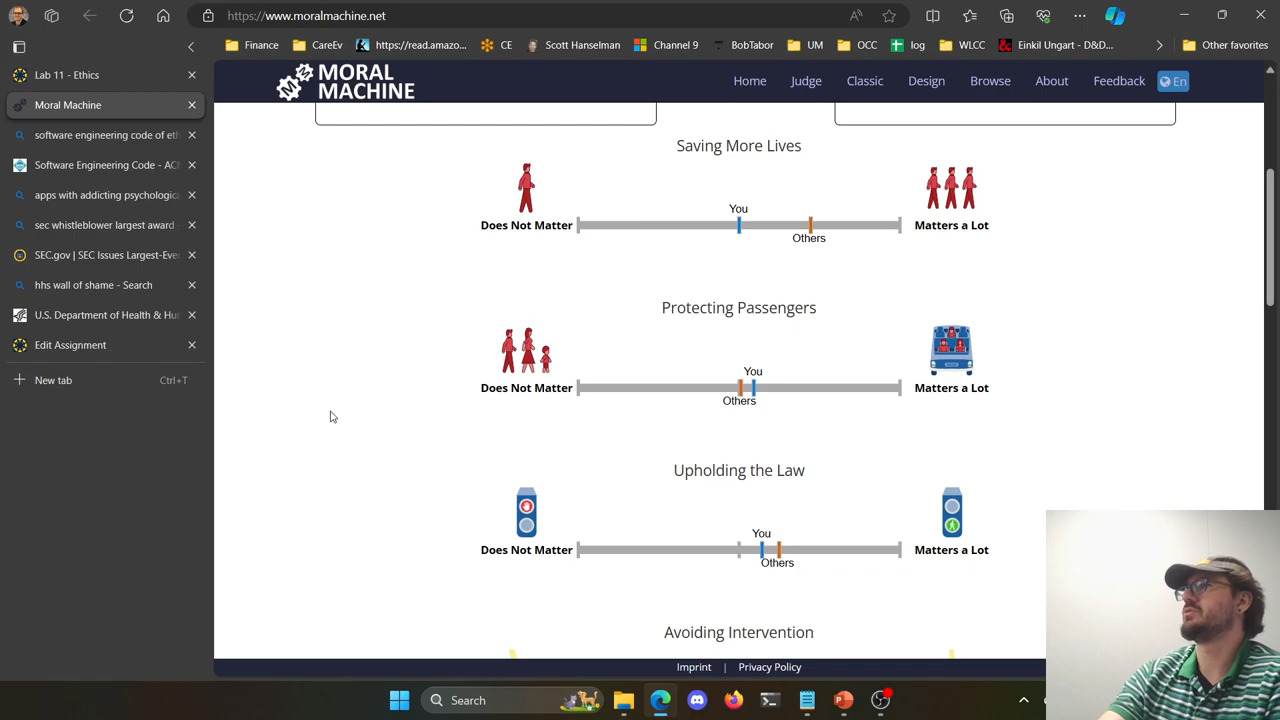 https://www.moralmachine.net
Finance
CareEv
https://read.amazo...
CE
Scott Hanselman
Channel 9
BobTabor
UM
OCC
log
WLCC
Einkil Ungart - D&D...
Other favorites
Lab 11 - Ethics
Moral Machine
software engineering code of eth
Software Engineering Code - AC
apps with addicting psychologica
sec whistleblower largest award -
SEC.gov | SEC Issues Largest-Eve
hhs wall of shame - Search
U.S. Department of Health & Hu
Edit Assignment
New tab
Ctrl+T
MORAL
MACHINE
Home
Judge
Classic
Design
Browse
About
Feedback
En
Saving More Lives
You
Does Not Matter
Matters a Lot
Others
Protecting Passengers
You
Does Not Matter
Matters a Lot
Others
Upholding the Law
You
Does Not Matter
Matters a Lot
Others
Avoiding Intervention
Imprint | Privacy Policy
Search